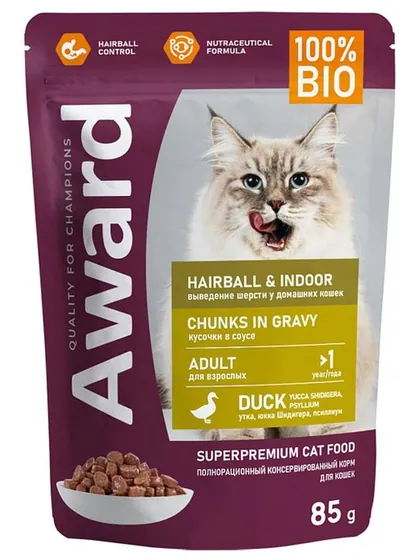 HAIRBALL
CONTROL
NUTRACEUTICAL
FORMULA
100%
BIO
Award
QUALITY FOR CHAMPIONS
HAIRBALL & INDOOR
выведение шерсти у домашних кошек
CHUNKS IN GRAVY
кусочки в соусе
ADULT
для взрослых
>1
year/года
DUCK YUCCA SHIDIGERA,
PSYLLIUM
утка, юкка Шидигера, псиллиум
SUPERPREMIUM CAT FOOD
ПОЛНОРАЦИОННЫЙ КОНСЕРВИРОВАННЫЙ КОРМ
ДЛЯ КОШЕК
85 g